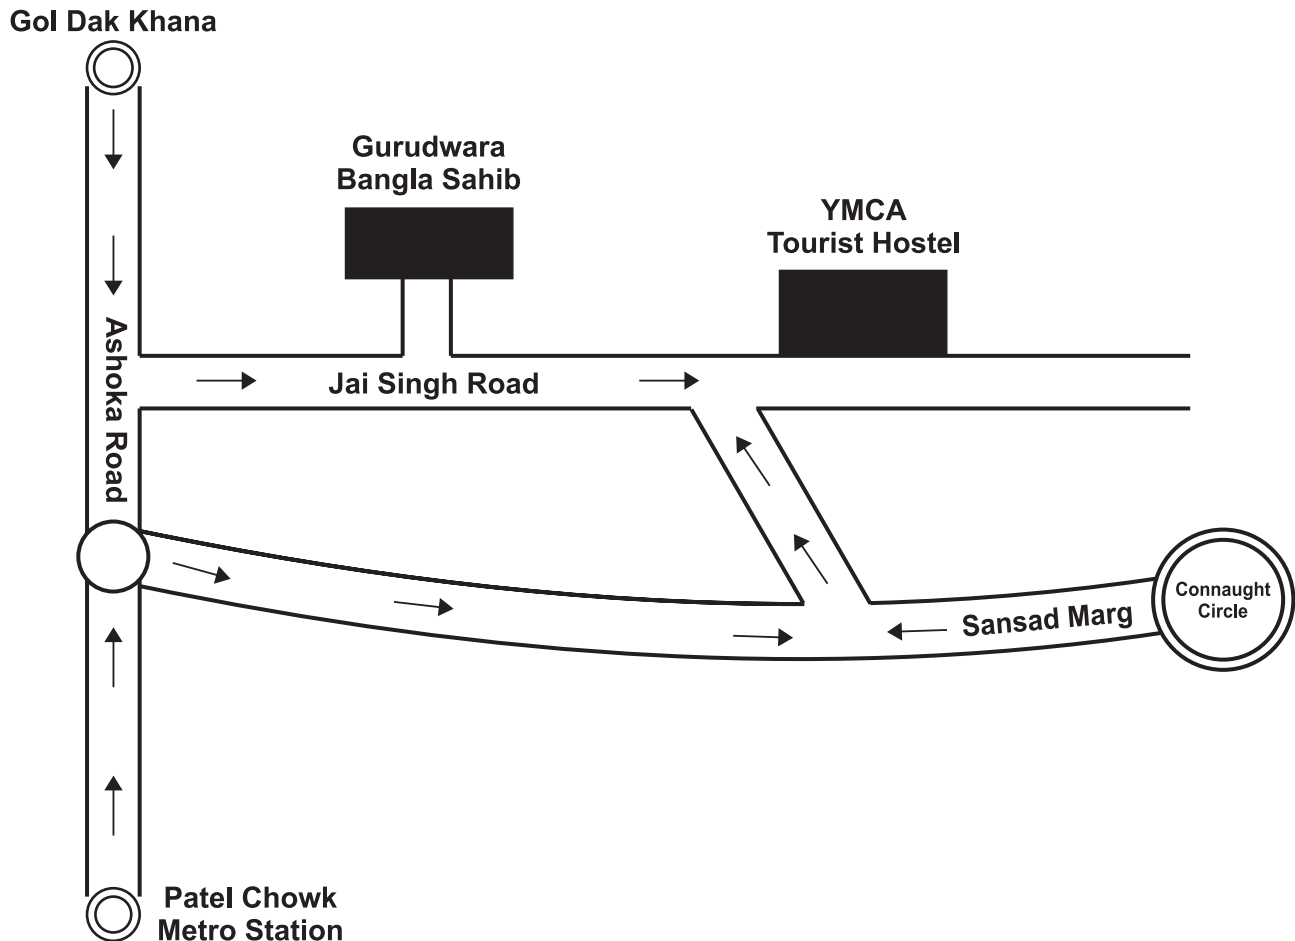 Gol Dak Khana
Gurudwara
Bangla Sahib
YMCA
Tourist Hostel
Ashoka Road
Jai Singh Road
Connaught
Circle
Sansad Marg
Patel Chowk
Metro Station